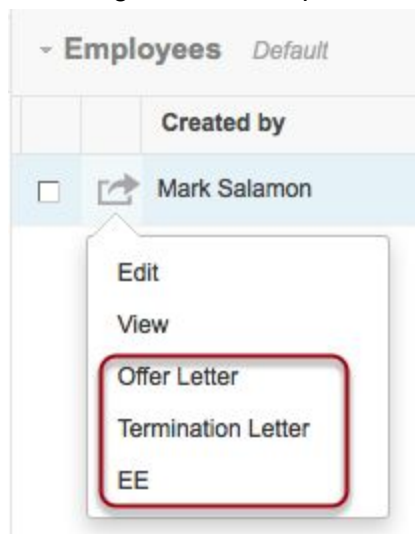 Employees Default
Created by
Mark Salamon
Edit
View
Offer Letter
Termination Letter
EE